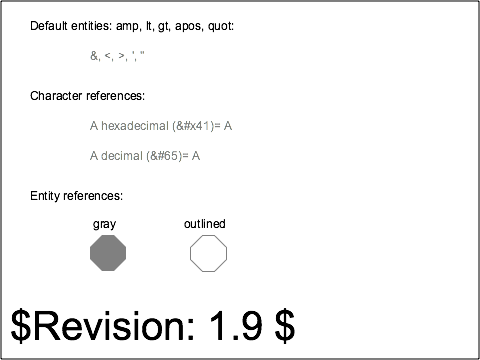 Default entities: amp, lt, gt, apos, quot:
&, <, >, ', "
Character references:
A hexadecimal (&#x41)= A
A decimal (&#65)= A
Entity references:
gray outlined
$Revision: 1.9 $